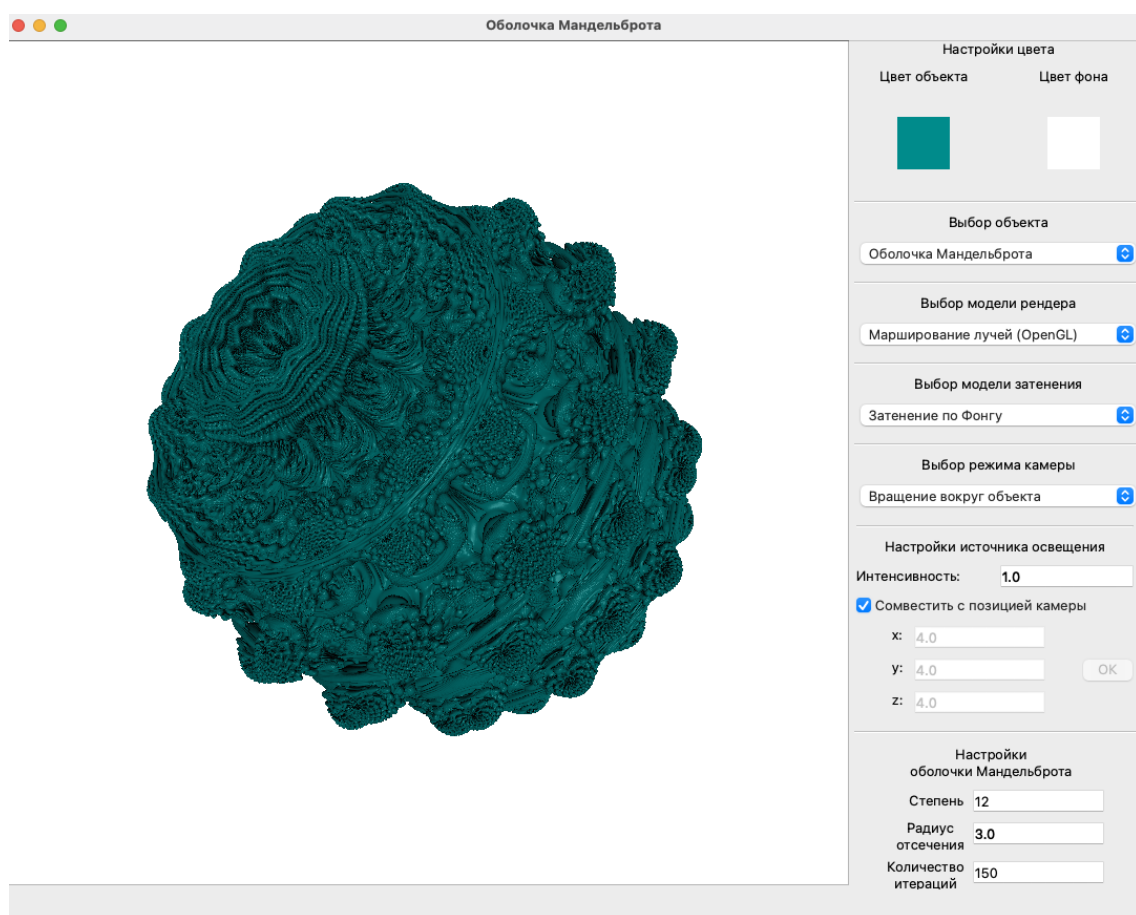 Оболочка Мандельброта
Настройки цвета
Цвет объекта Цвет фона
Выбор объекта
Оболочка Мандельброта
Выбор модели рендера
Марширование лучей (OpenGL)
Выбор модели затенения
Затенение по Фонгу
Выбор режима камеры
Вращение вокруг объекта
Настройки источника освещения
Интенсивность: 1.0
Сомвестить с позицией камеры
x: 4.0
y: 4.0 OK
z: 4.0
Настройки
оболочки Мандельброта
Степень 12
Радиус
отсечения 3.0
Количество
итераций 150